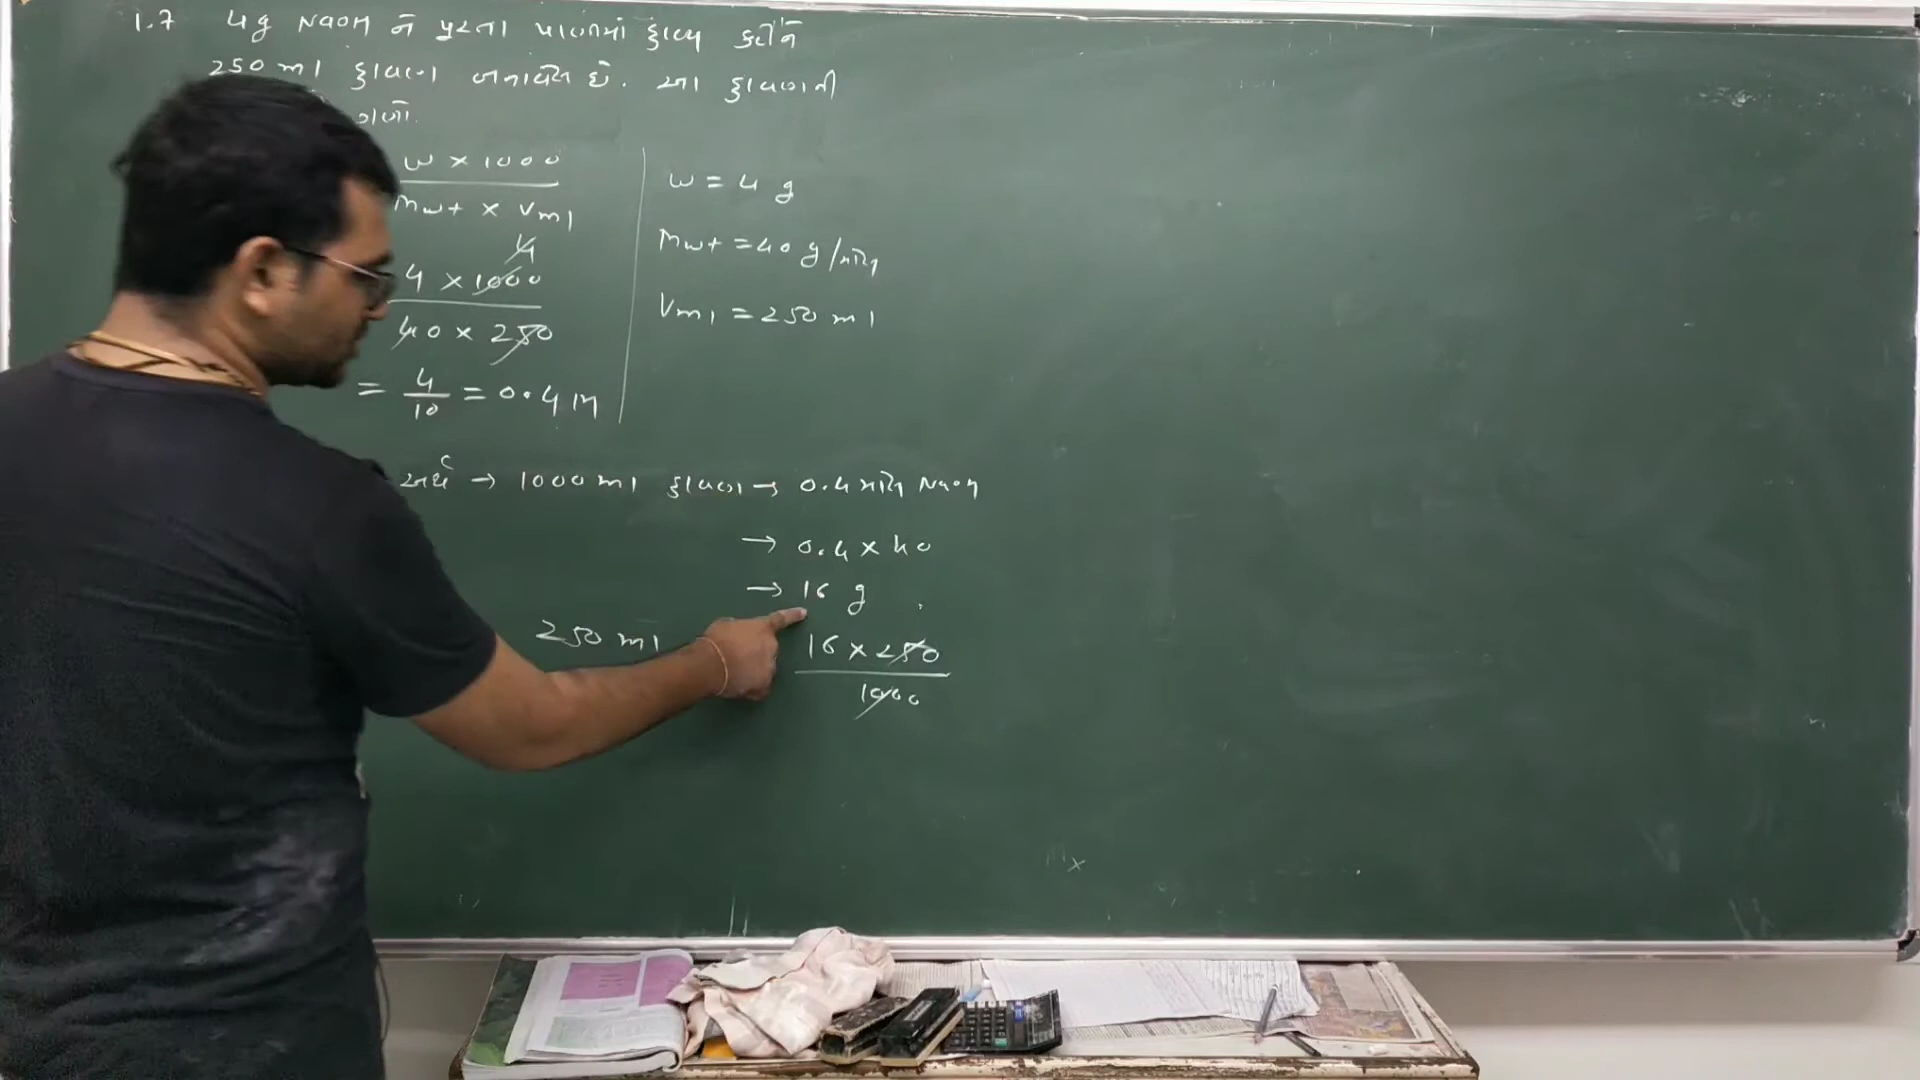 1.7 4g NaOH ને પુરતા પાણીમાં દ્રાવ્ય કરીને
250 ml દ્રાવણ બનાવેલ છે. આ દ્રાવણની
ગણો.
w × 1000
Mwt × Vml
4
4 × 1000
40 × 250
= 4/10 = 0.4 M
w = 4 g
Mwt = 40 g/મોલ
Vml = 250 ml
અર્થ → 1000 ml દ્રાવણ → 0.4 મોલ NaOH
→ 0.4 × 40
→ 16 g
250 ml
16 × 250
1000